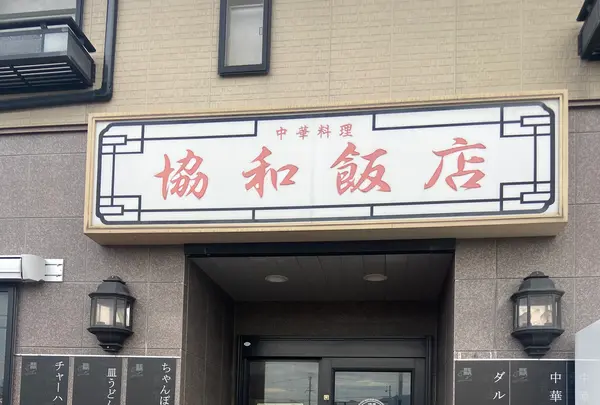 中華料理
協和飯店
チャーハ
皿うどん
ちゃんぽ
ダル
中華